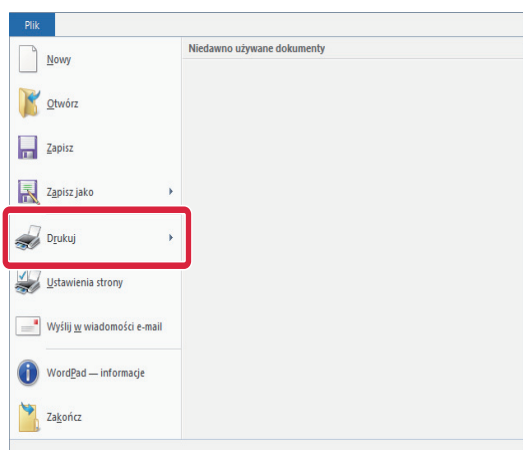 Plik
Niedawno używane dokumenty
Nowy
Otwórz
Zapisz
Zapisz jako
Drukuj
Ustawienia strony
Wyślij w wiadomości e-mail
WordPad — informacje
Zakończ